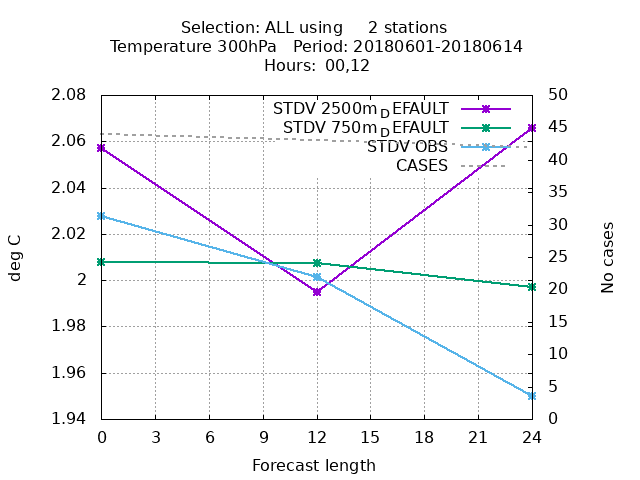 Selection: ALL using 2 stations
Temperature 300hPa Period: 20180601-20180614
Hours: 00,12
2.08
2.06
2.04
2.02
2
1.98
1.96
1.94
deg C
STDV 2500m_DEFAULT
STDV 750m_DEFAULT
STDV OBS
CASES
50
45
40
35
30
25
20
15
10
5
0
No cases
0 3 6 9 12 15 18 21 24
Forecast length